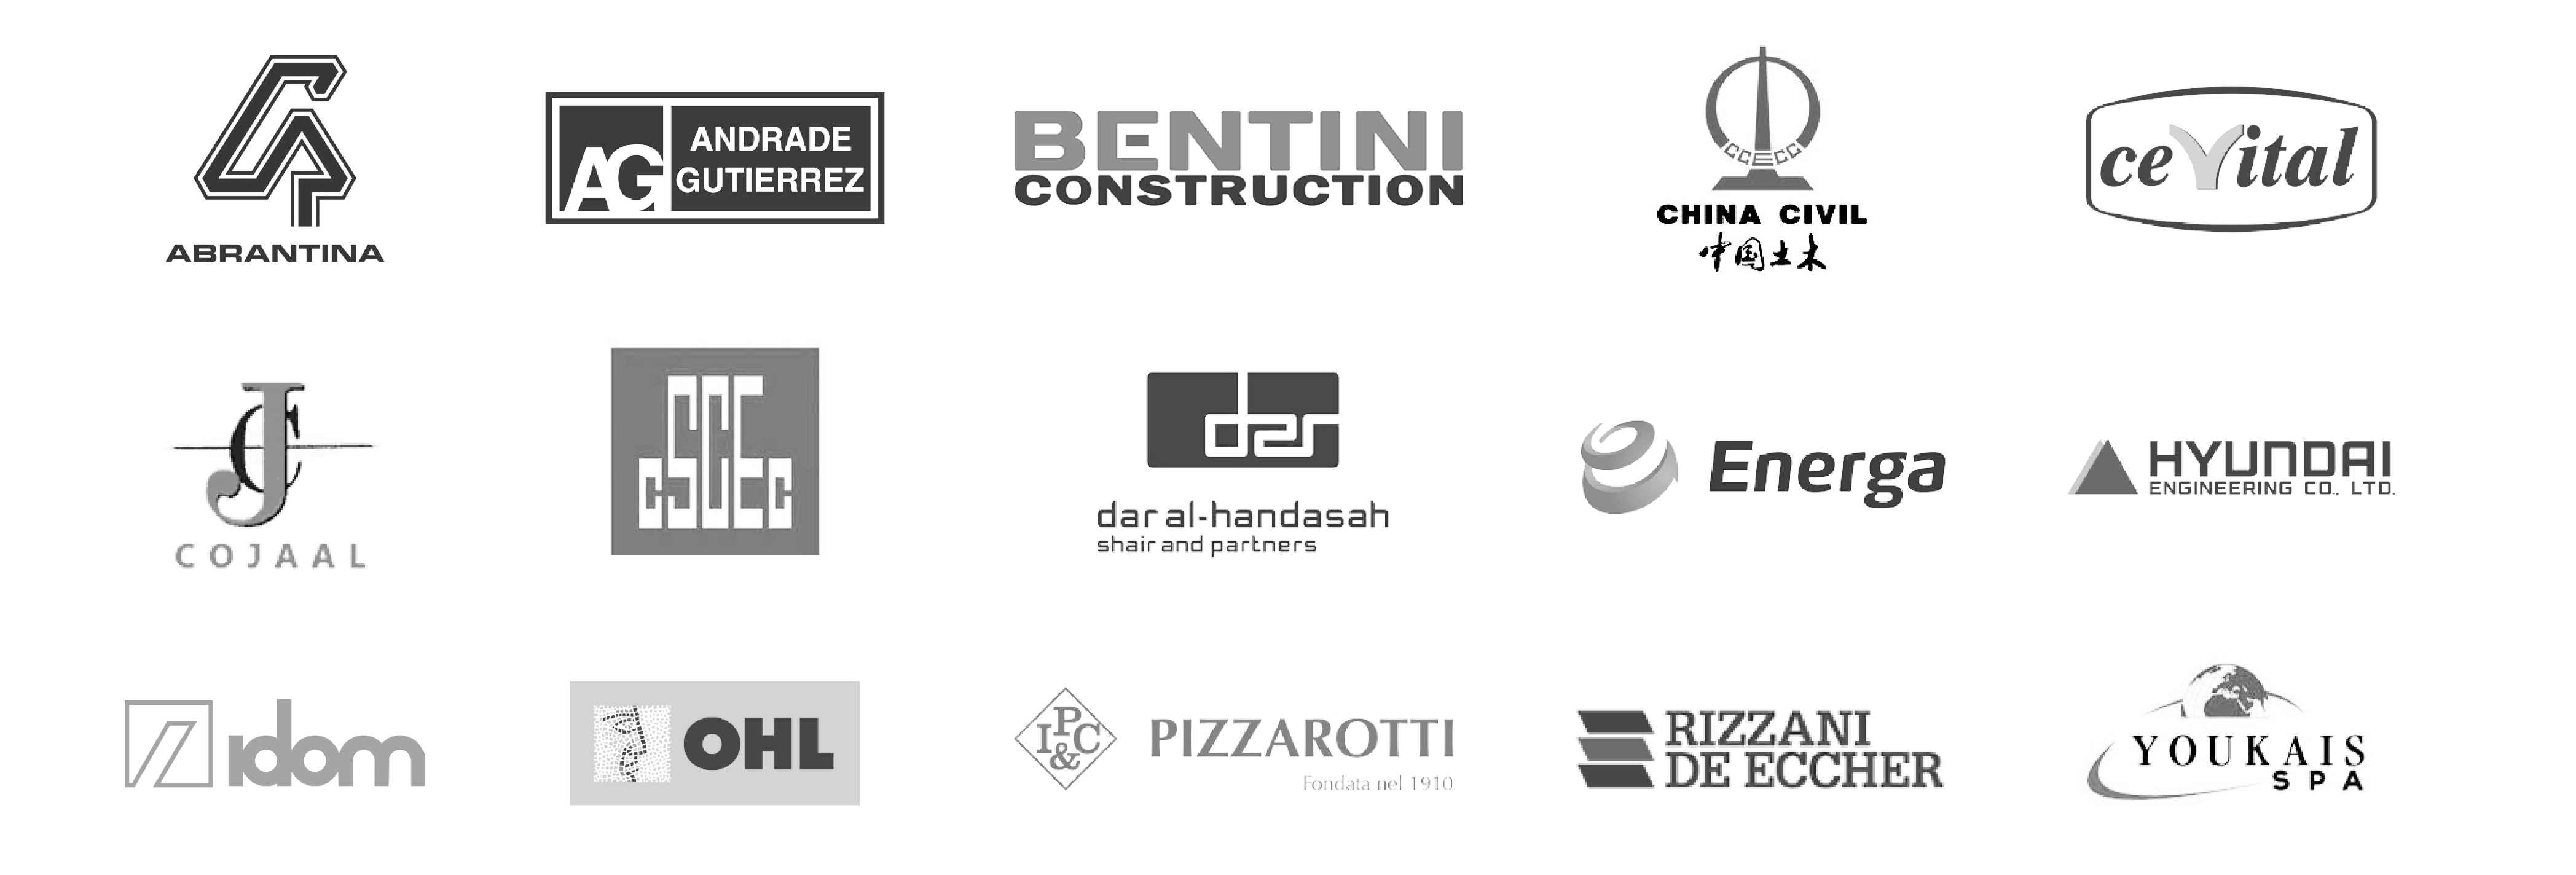 ABRANTINA
AG
ANDRADE
GUTIERREZ
BENTINI
CONSTRUCTION
CCECC
CHINA CIVIL
中国土木
ceVital
JC
COJAAL
CSCEC
dar
dar al-handasah
shair and partners
Energa
HYUNDAI
ENGINEERING CO., LTD.
idom
OHL
IPC&
PIZZAROTTI
Fondata nel 1910
RIZZANI
DE ECCHER
YOUKAIS
SPA